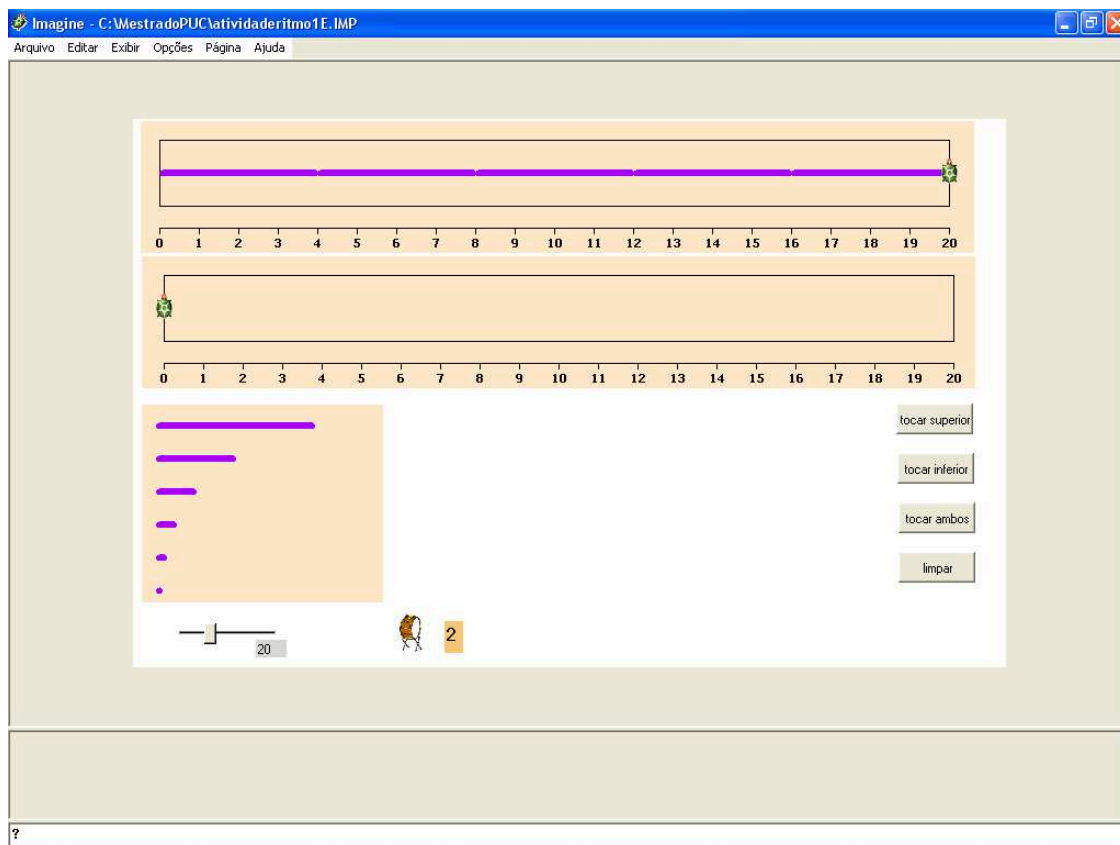 Imagine - C:\MestradoPUC\atividaderitmo1E.IMP
Arquivo Editar Exibir Opções Página Ajuda
0 1 2 3 4 5 6 7 8 9 10 11 12 13 14 15 16 17 18 19 20
0 1 2 3 4 5 6 7 8 9 10 11 12 13 14 15 16 17 18 19 20
tocar superior
tocar inferior
tocar ambos
limpar
20
2
?